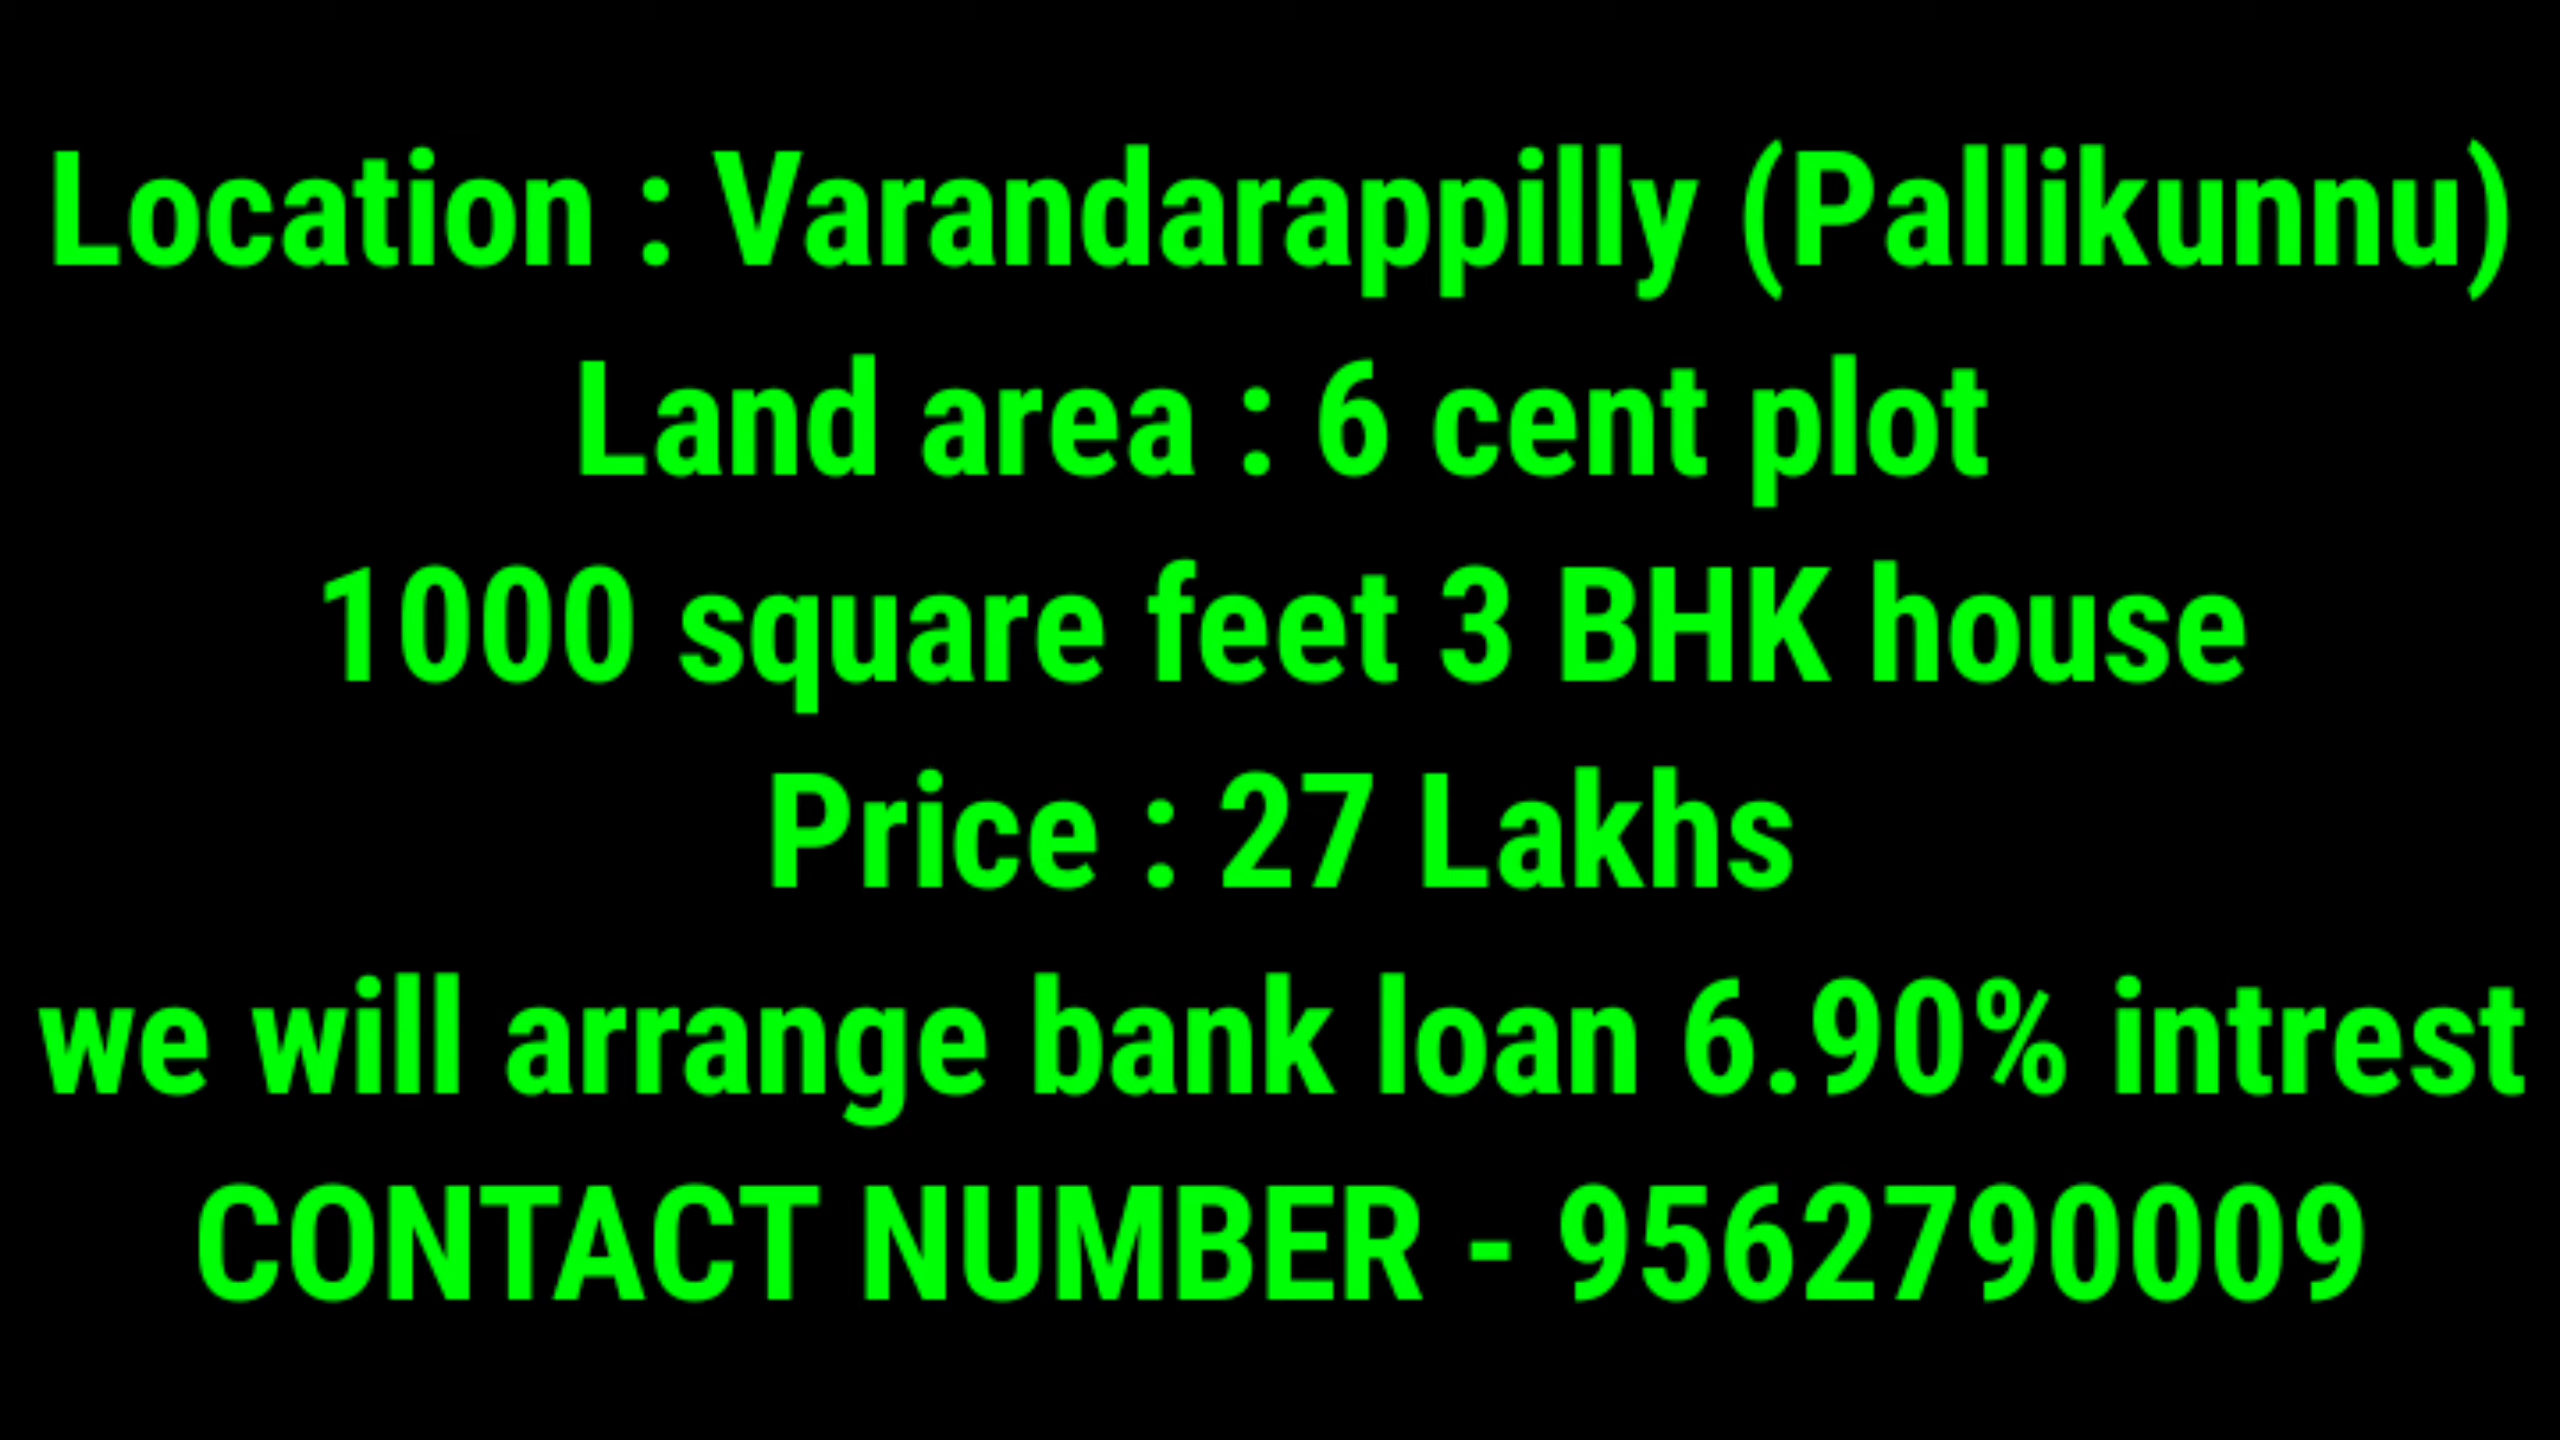 Location : Varandarappilly (Pallikunnu)
Land area : 6 cent plot
1000 square feet 3 BHK house
Price : 27 Lakhs
we will arrange bank loan 6.90% intrest
CONTACT NUMBER - 9562790009